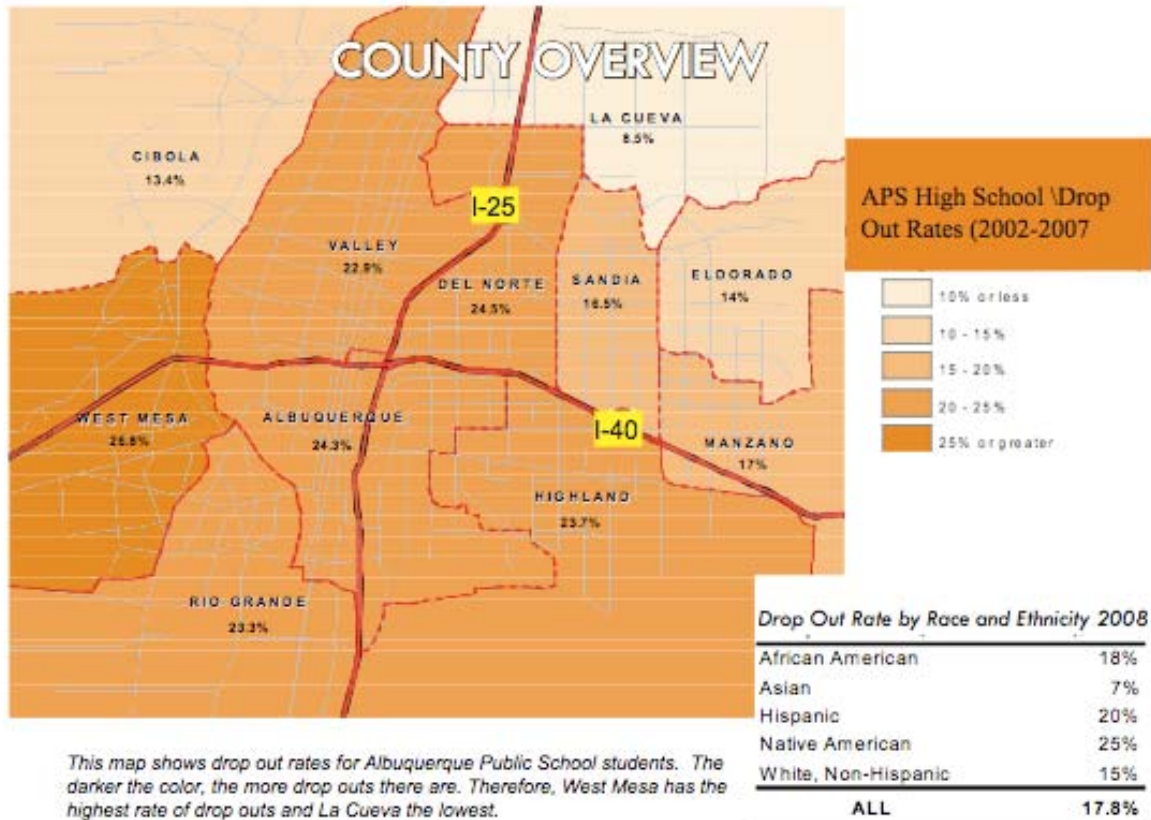 COUNTY OVERVIEW
LA CUEVA
8.5%
CIBOLA
13.4%
I-25
VALLEY
22.9%
DEL NORTE
24.5%
SANDIA
16.5%
ELDORADO
14%
WEST MESA
ALBUQUERQUE
24.3%
I-40
MANZANO
17%
HIGHLAND
23.7%
RIO GRANDE
23.3%
APS High School \Drop
Out Rates (2002-2007
10% or less
10 - 15%
15 - 20%
20 - 25%
25% or greater
Drop Out Rate by Race and Ethnicity 2008
African American 18%
Asian 7%
Hispanic 20%
Native American 25%
White, Non-Hispanic 15%
ALL 17.8%
This map shows drop out rates for Albuquerque Public School students. The
darker the color, the more drop outs there are. Therefore, West Mesa has the
highest rate of drop outs and La Cueva the lowest.